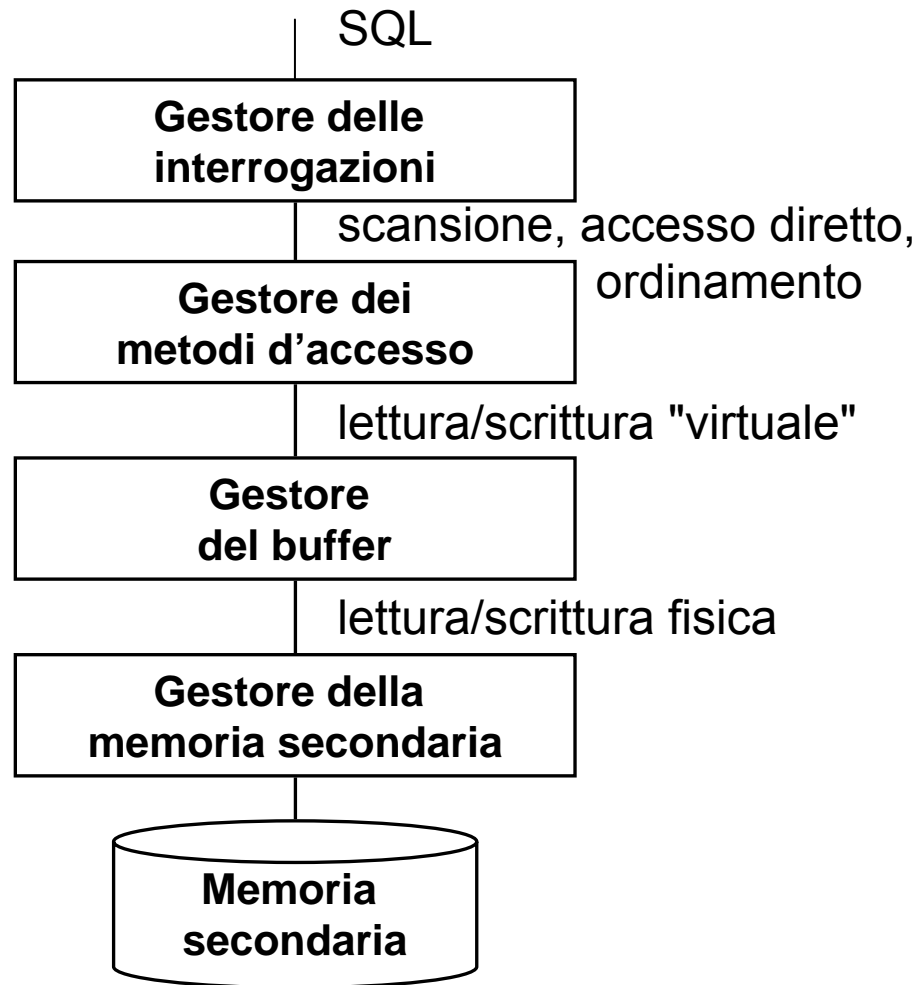 SQL
Gestore delle
interrogazioni
scansione, accesso diretto,
ordinamento
Gestore dei
metodi d’accesso
lettura/scrittura "virtuale"
Gestore
del buffer
lettura/scrittura fisica
Gestore della
memoria secondaria
Memoria
secondaria